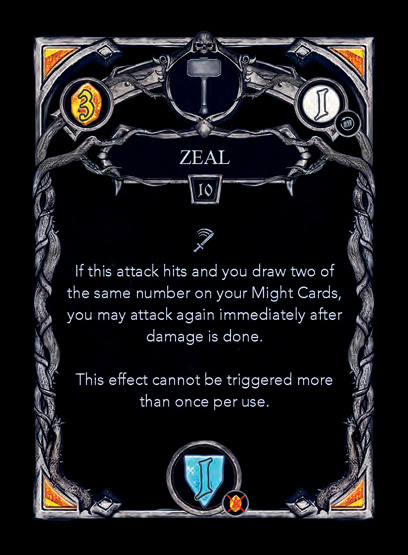 3
I
ZEAL
10
If this attack hits and you draw two of
the same number on your Might Cards,
you may attack again immediately after
damage is done.
This effect cannot be triggered more
than once per use.
I